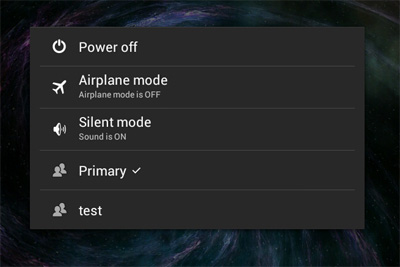 Power off
Airplane mode
Airplane mode is OFF
Silent mode
Sound is ON
Primary
test